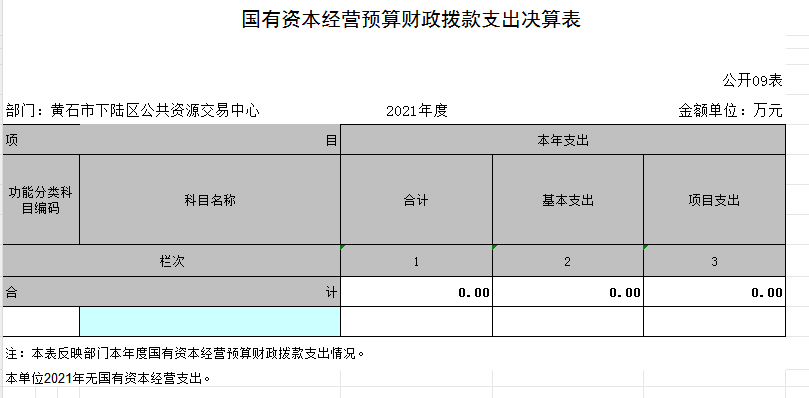 国有资本经营预算财政拨款支出决算表
公开09表
部门：黄石市下陆区公共资源交易中心 2021年度 金额单位：万元
项 目 本年支出
功能分类科
目编码 科目名称 合计 基本支出 项目支出
栏次 1 2 3
合 计 0.00 0.00 0.00
注：本表反映部门本年度国有资本经营预算财政拨款支出情况。
本单位2021年无国有资本经营支出。